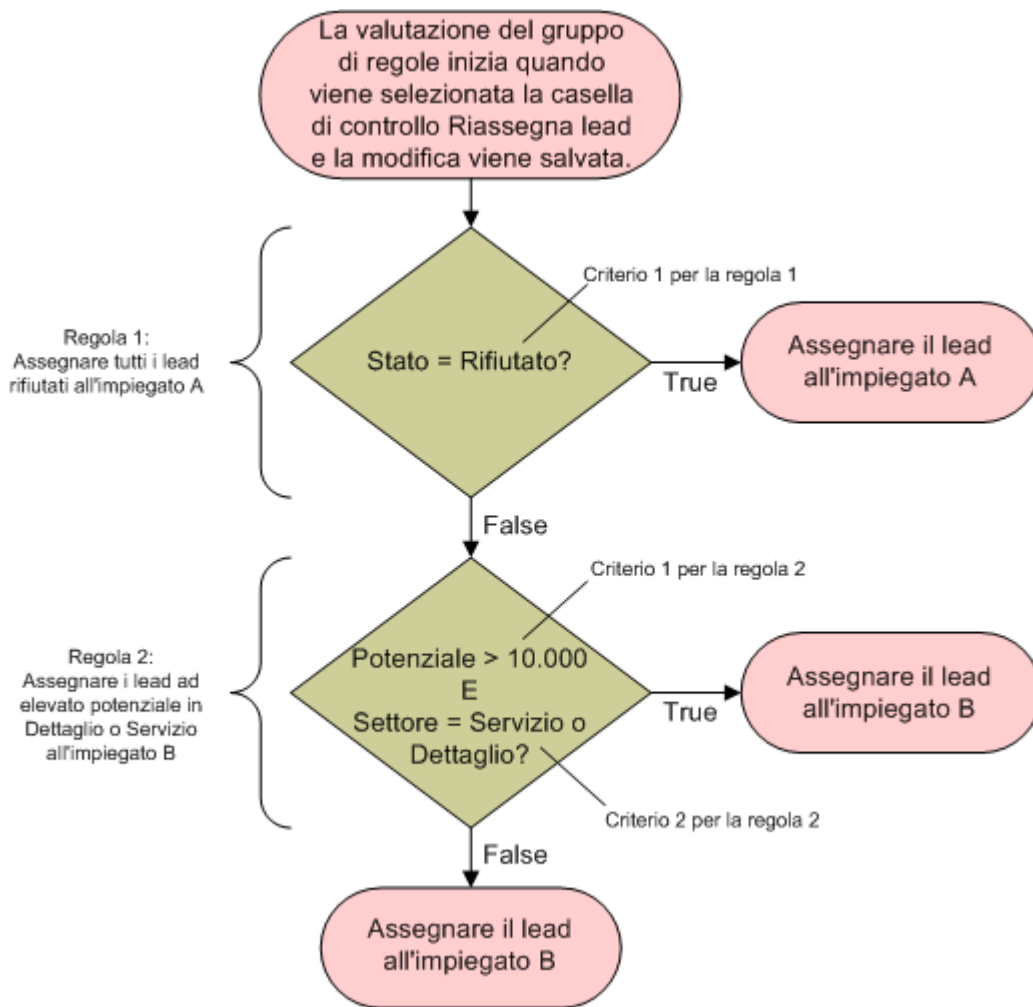 La valutazione del gruppo
di regole inizia quando
viene selezionata la casella
di controllo Riassegna lead
e la modifica viene salvata.
Criterio 1 per la regola 1
Regola 1:
Assegnare tutti i lead
rifiutati all'impiegato A
Stato = Rifiutato?
True
Assegnare il lead
all'impiegato A
False
Criterio 1 per la regola 2
Regola 2:
Assegnare i lead ad
elevato potenziale in
Dettaglio o Servizio
all'impiegato B
Potenziale > 10.000
E
Settore = Servizio o
Dettaglio?
True
Assegnare il lead
all'impiegato B
Criterio 2 per la regola 2
False
Assegnare il lead
all'impiegato B